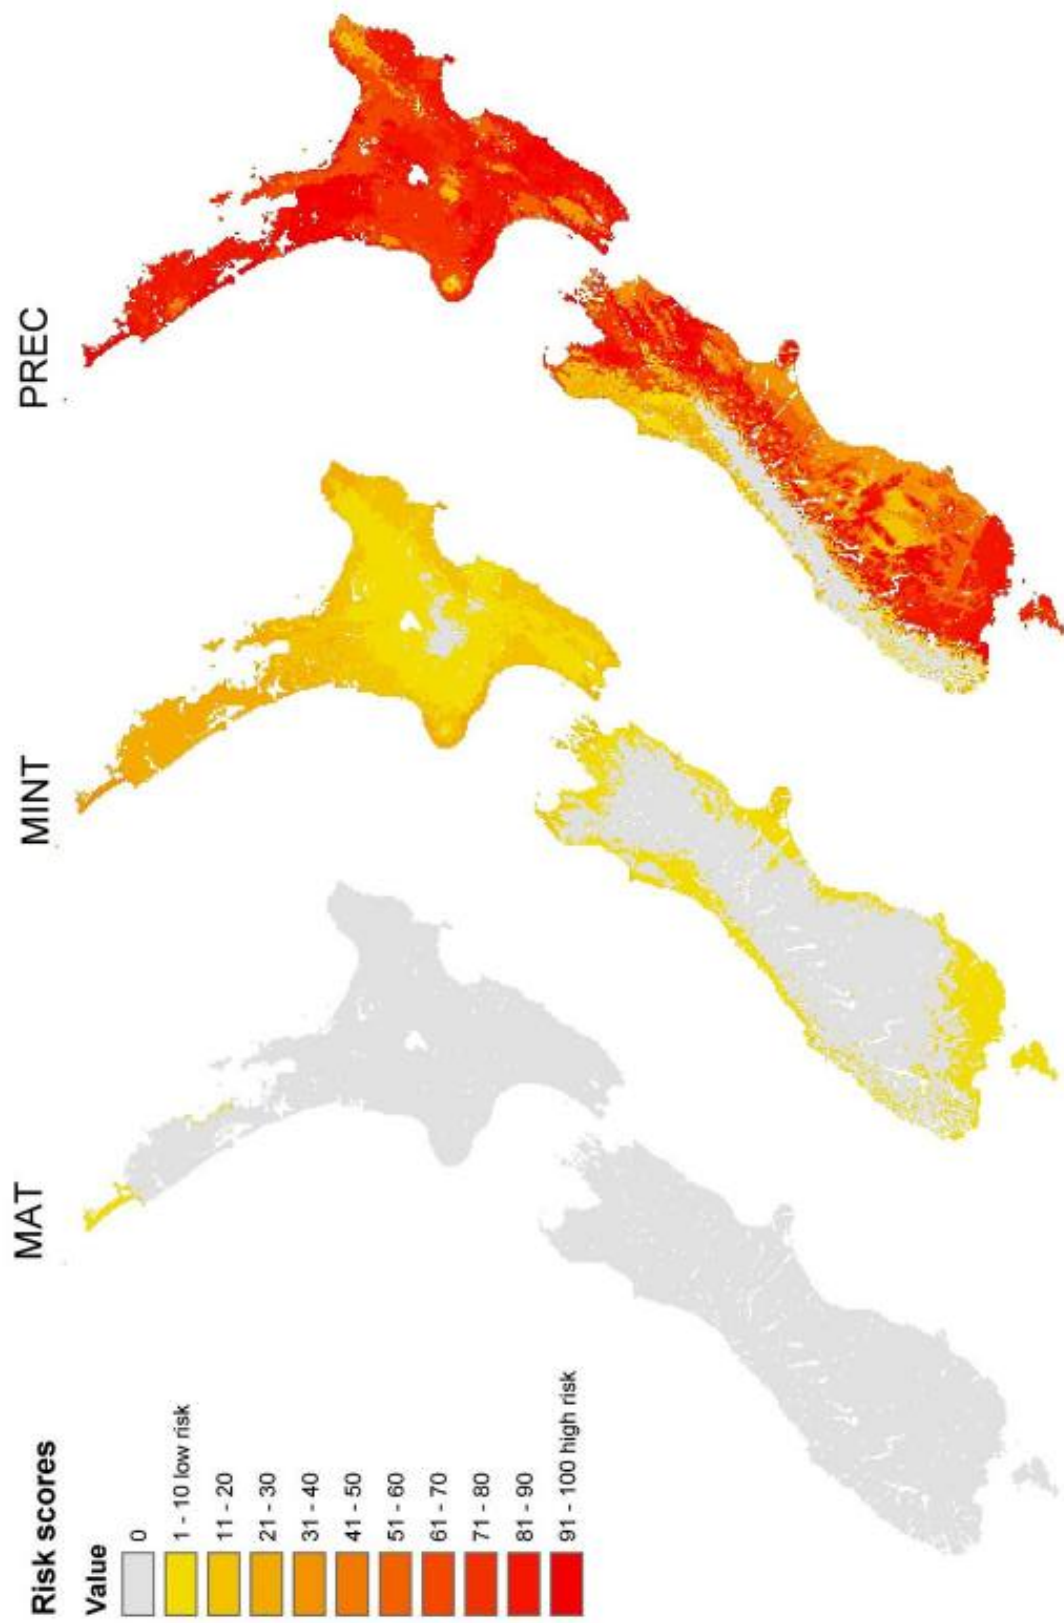 MAT
MINT
PREC
Risk scores
Value
0
1 - 10 low risk
11 - 20
21 - 30
31 - 40
41 - 50
51 - 60
61 - 70
71 - 80
81 - 90
91 - 100 high risk